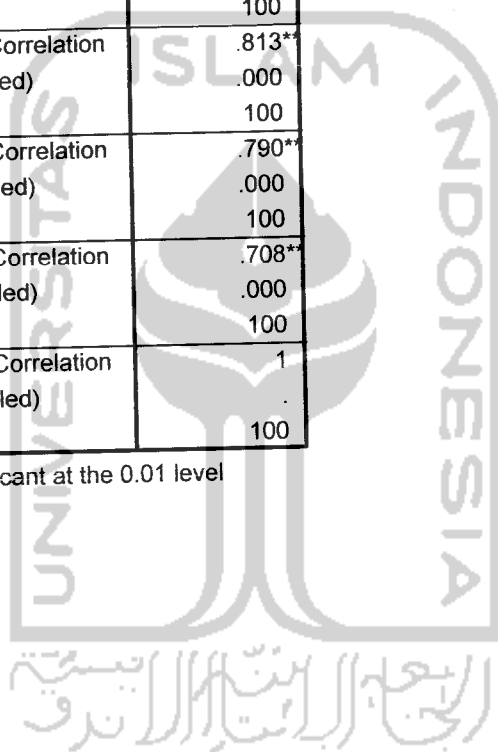 100
Correlation .813**
ed) .000
100
Correlation .790**
ed) .000
100
Correlation .708**
led) .000
100
Correlation 1
led) .
100
cant at the 0.01 level
ISLAM
UNIVERSITAS
INDONESIA